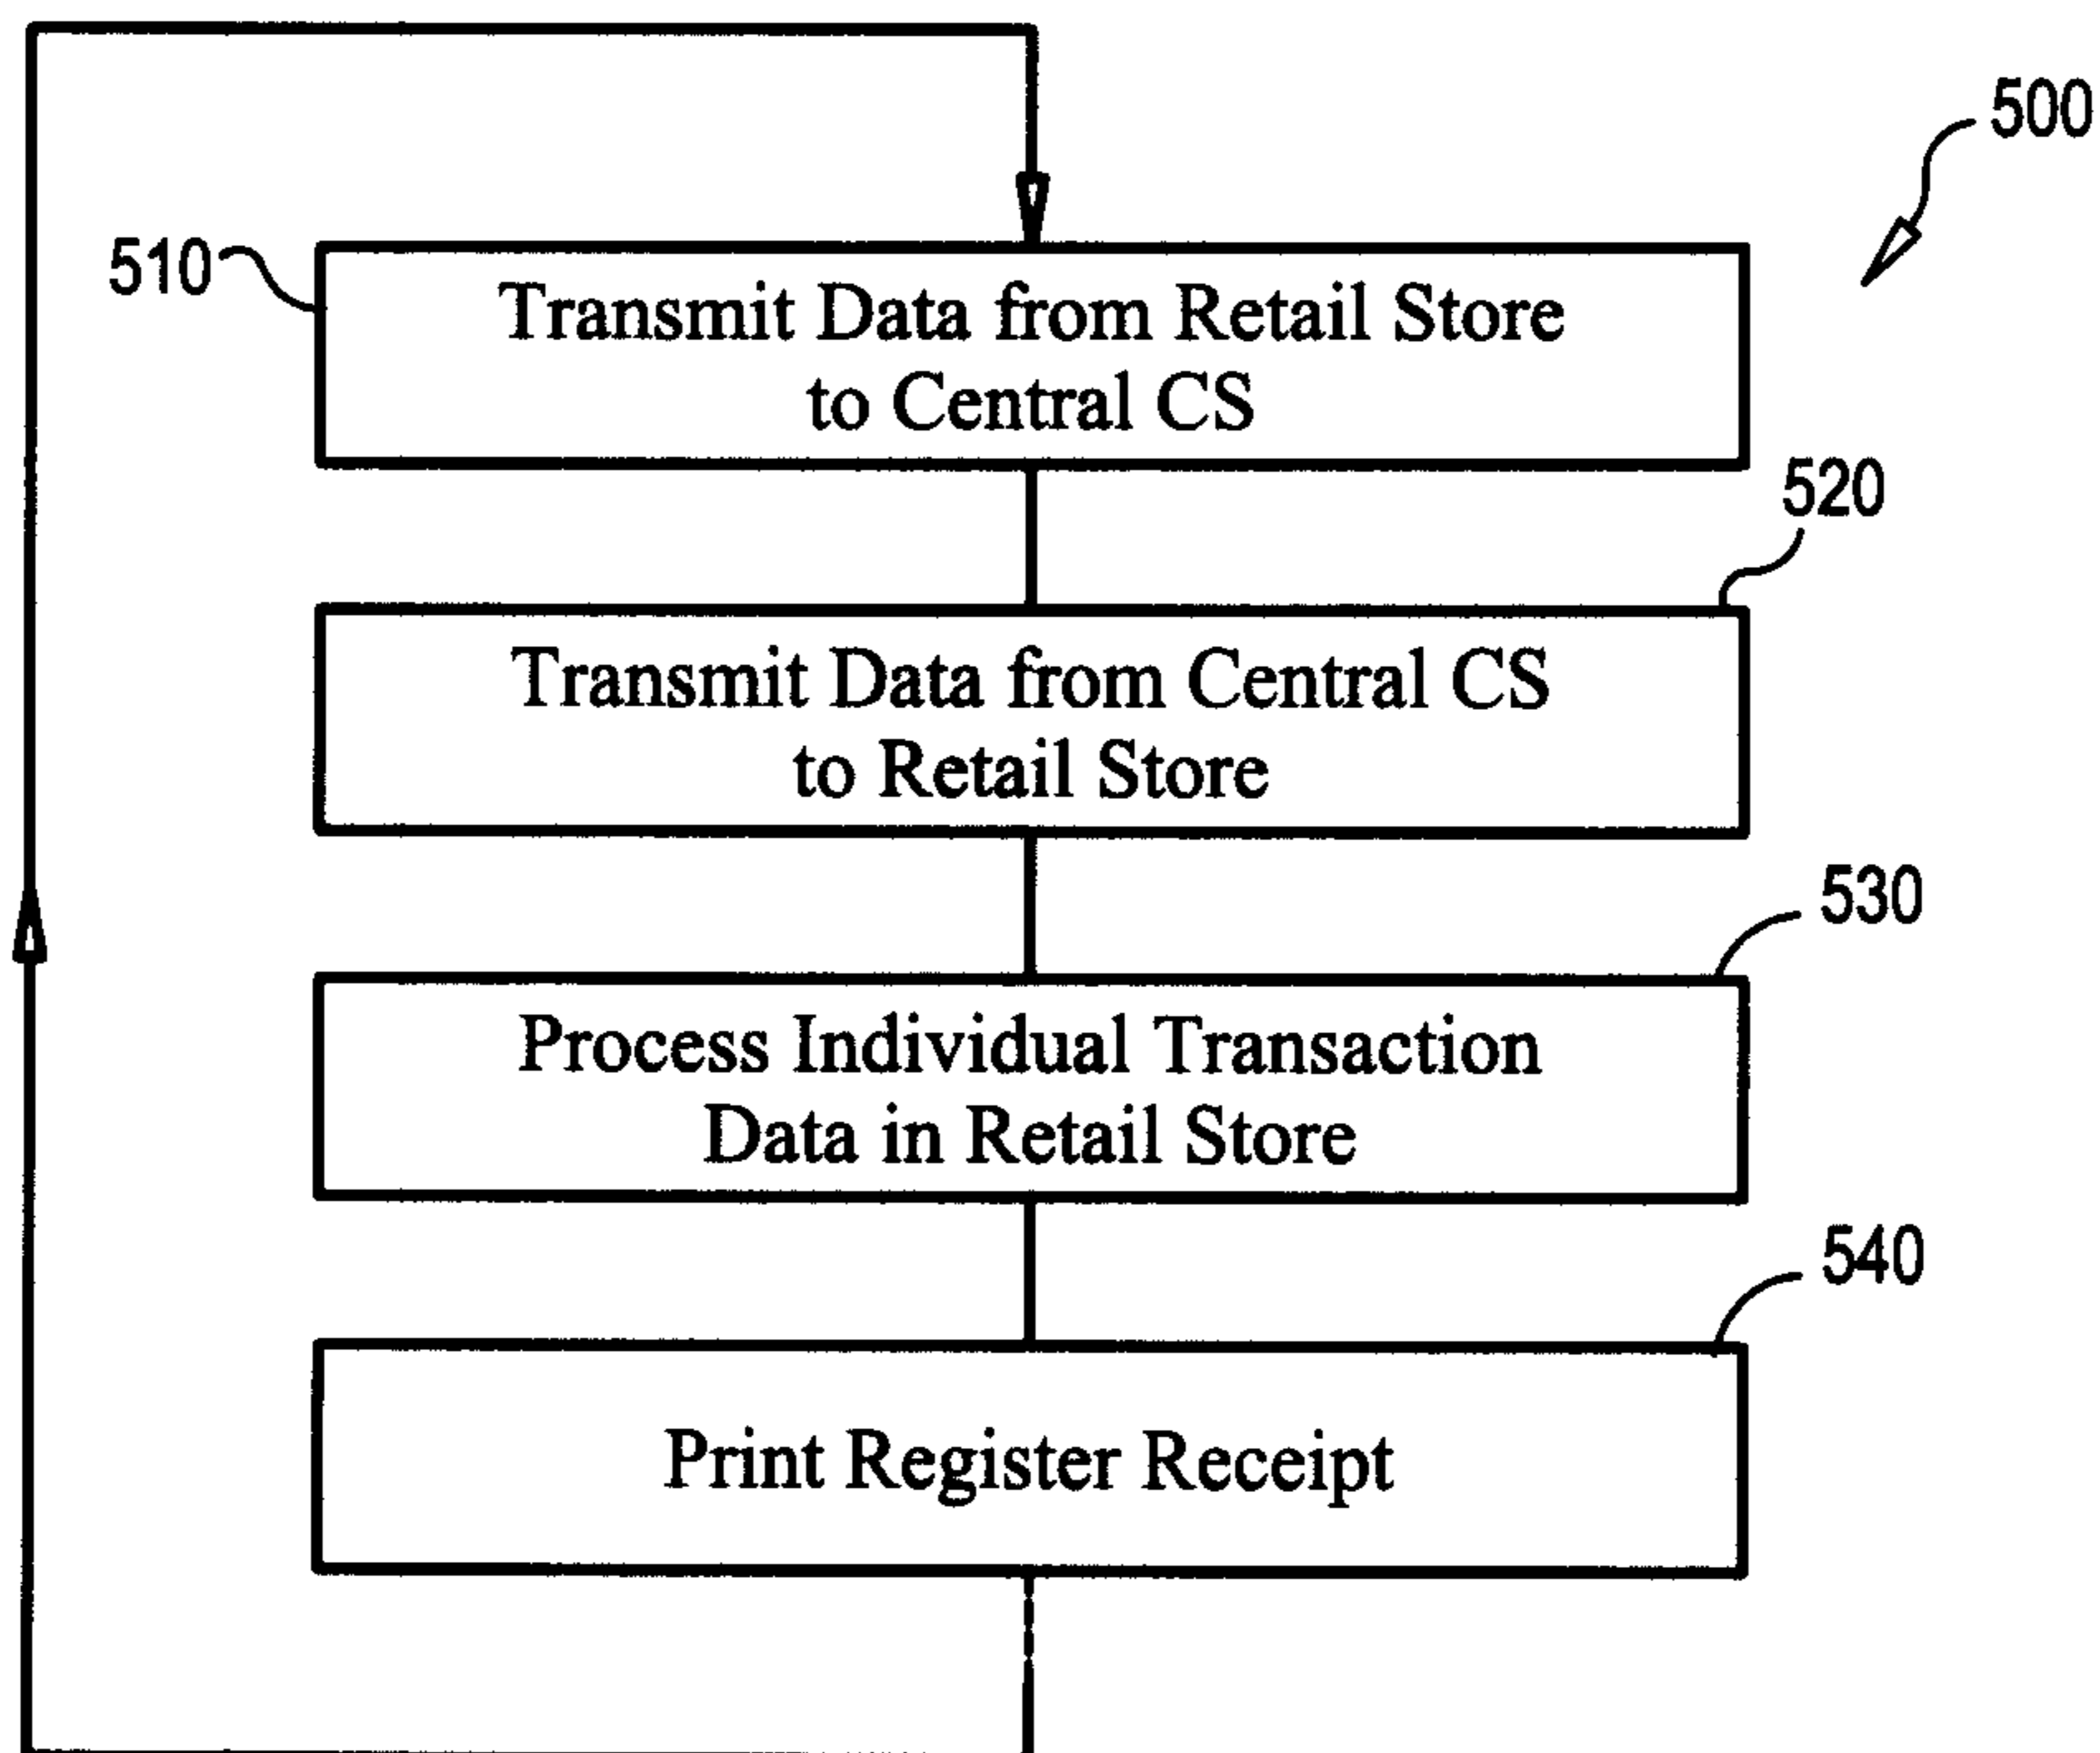 500
510
Transmit Data from Retail Store
to Central CS
520
Transmit Data from Central CS
to Retail Store
530
Process Individual Transaction
Data in Retail Store
540
Print Register Receipt